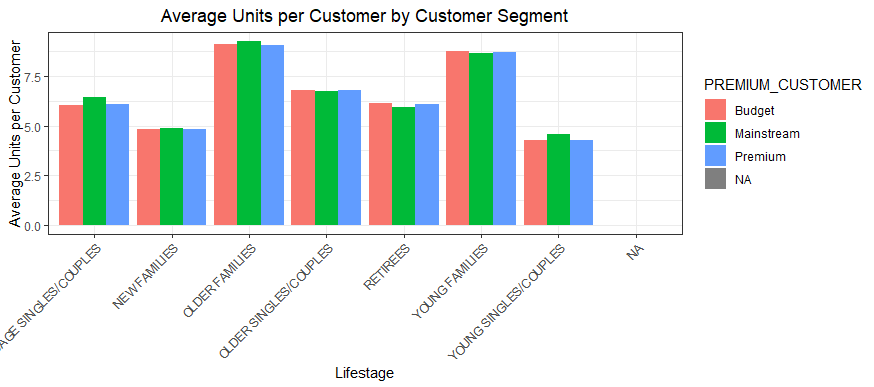 Average Units per Customer by Customer Segment
Average Units per Customer
7.5
5.0
2.5
0.0
AGE SINGLES/COUPLES
NEW FAMILIES
OLDER FAMILIES
OLDER SINGLES/COUPLES
RETIREES
YOUNG FAMILIES
YOUNG SINGLES/COUPLES
NA
Lifestage
PREMIUM_CUSTOMER
Budget
Mainstream
Premium
NA